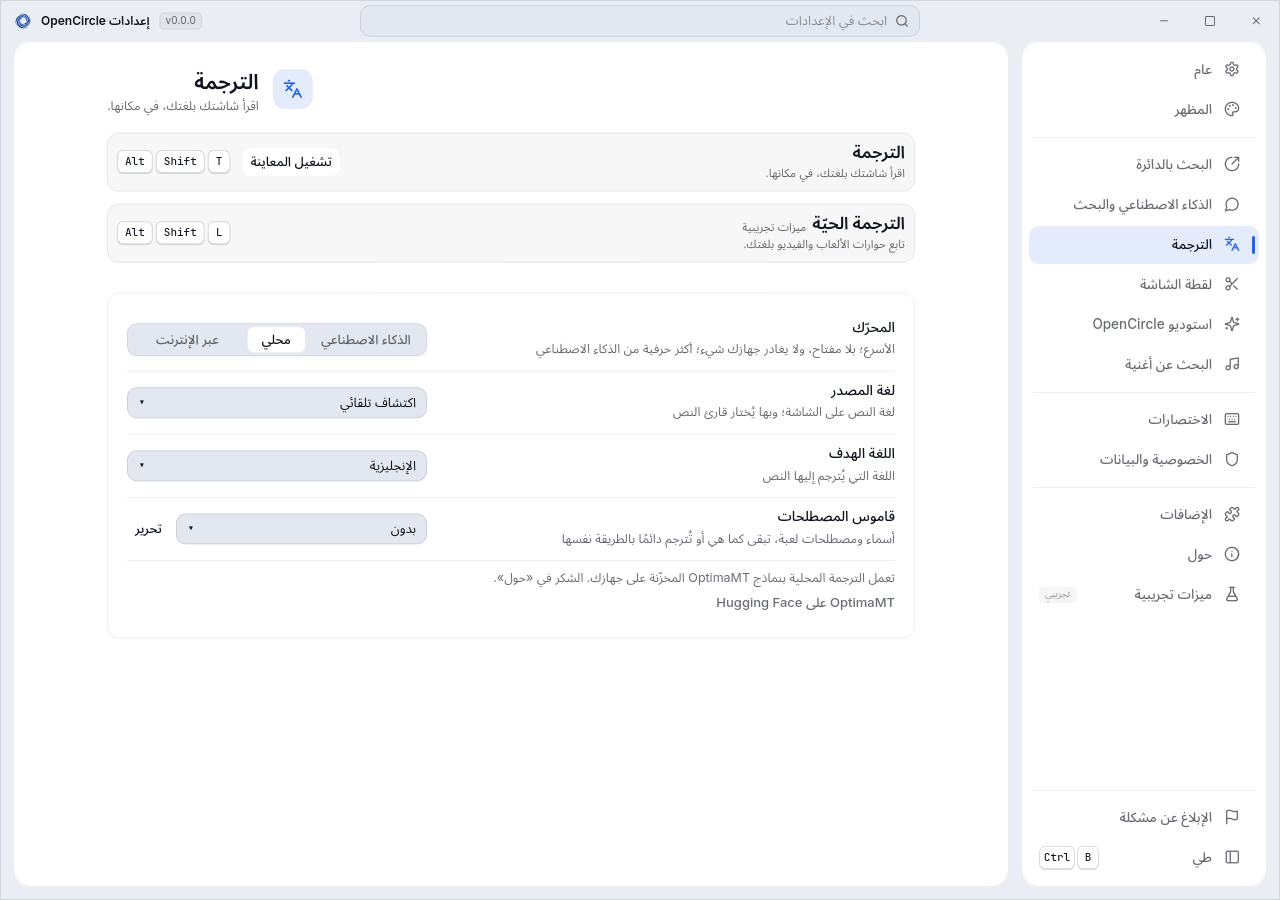 إعدادات OpenCircle
v0.0.0
ابحث في الإعدادات
عام
المظهر
البحث بالدائرة
الذكاء الاصطناعي والبحث
الترجمة
لقطة الشاشة
استوديو OpenCircle
البحث عن أغنية
الاختصارات
الخصوصية والبيانات
الإضافات
حول
ميزات تجريبية تجريبي
الإبلاغ عن مشكلة
طي Ctrl B
الترجمة
اقرأ شاشتك بلغتك، في مكانها.
الترجمة
اقرأ شاشتك بلغتك، في مكانها.
تشغيل المعاينة Alt Shift T
الترجمة الحيّة ميزات تجريبية
تابع حوارات الألعاب والفيديو بلغتك.
Alt Shift L
المحرّك
الأسرع؛ بلا مفتاح، ولا يغادر جهازك شيء؛ أكثر حرفية من الذكاء الاصطناعي
الذكاء الاصطناعي محلي عبر الإنترنت
لغة المصدر
لغة النص على الشاشة؛ وبها يُختار قارئ النص
اكتشاف تلقائي
اللغة الهدف
اللغة التي يُترجم إليها النص
الإنجليزية
قاموس المصطلحات
أسماء ومصطلحات لعبة، تبقى كما هي أو تُترجم دائمًا بالطريقة نفسها
بدون تحرير
تعمل الترجمة المحلية بنماذج OptimaMT المخزّنة على جهازك. الشكر في «حول».
OptimaMT على Hugging Face